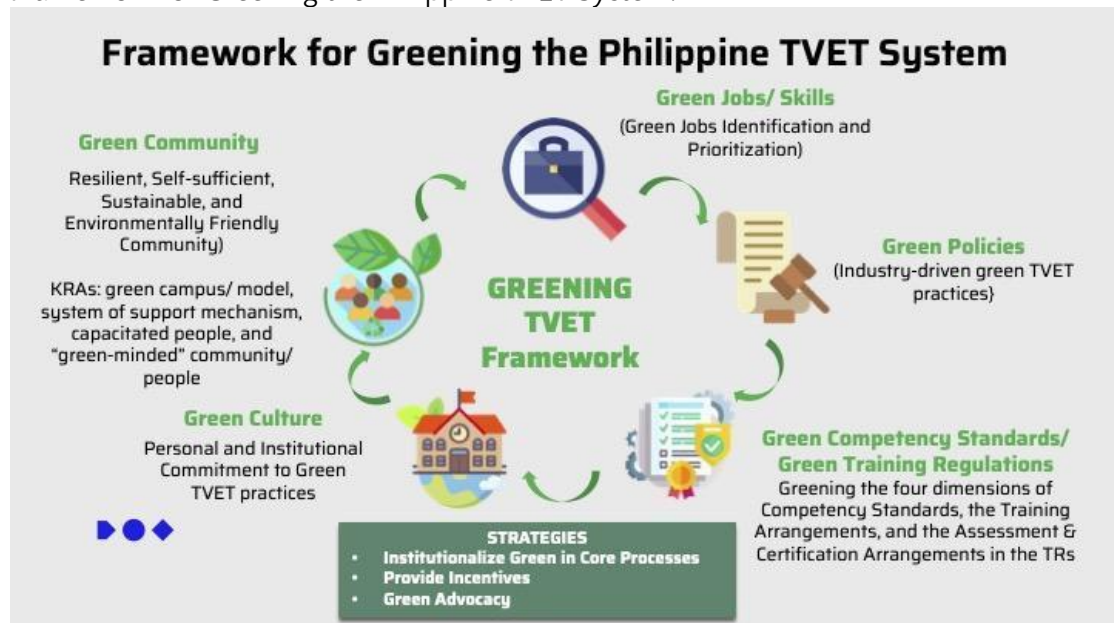 Framework for Greening the Philippine TVET System
Green Jobs/ Skills
(Green Jobs Identification and
Prioritization)
Green Policies
(Industry-driven green TVET
practices}
Green Competency Standards/
Green Training Regulations
Greening the four dimensions of
Competency Standards, the Training
Arrangements, and the Assessment &
Certification Arrangements in the TRs
Green Culture
Personal and Institutional
Commitment to Green
TVET practices
Green Community
Resilient, Self-sufficient,
Sustainable, and
Environmentally Friendly
Community)
KRAs: green campus/ model,
system of support mechanism,
capacitated people, and
"green-minded" community/
people
GREENING
TVET
Framework
STRATEGIES
• Institutionalize Green in Core Processes
• Provide Incentives
• Green Advocacy